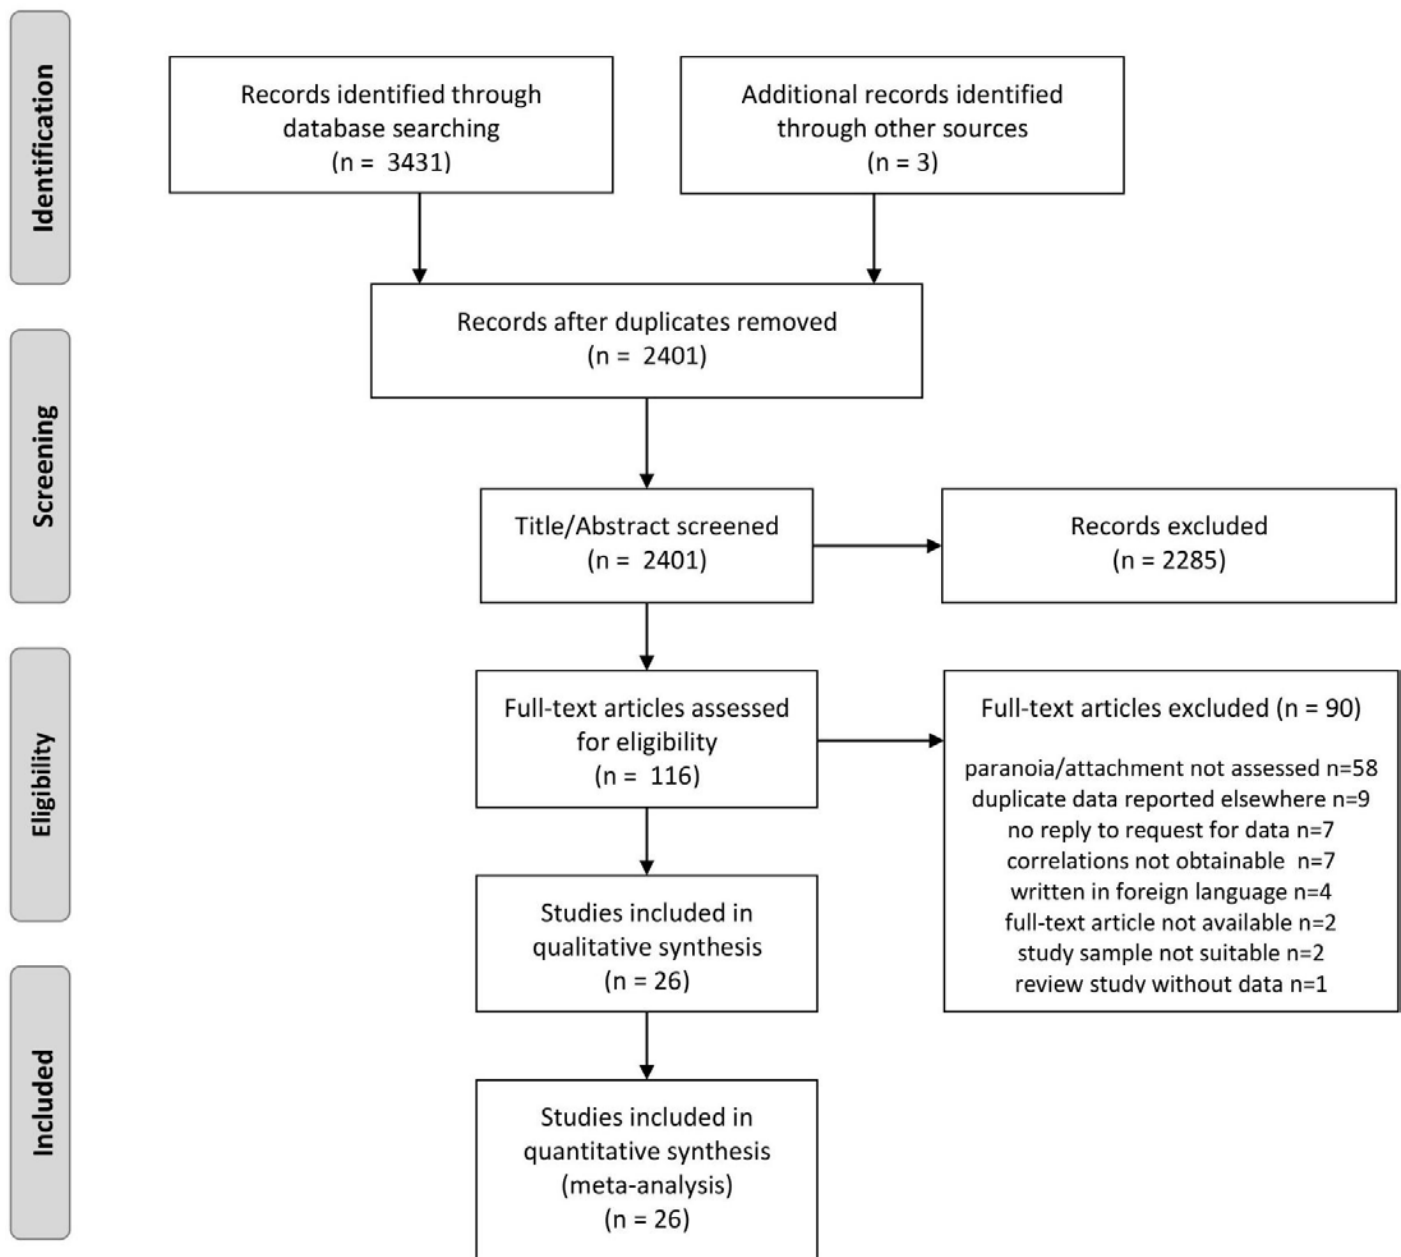 Identification
Records identified through
database searching
(n =  3431)
Additional records identified
through other sources
(n = 3)
Records after duplicates removed
(n =  2401)
Screening
Title/Abstract screened
(n =  2401)
Records excluded
(n = 2285)
Eligibility
Full-text articles assessed
for eligibility
(n =  116)
Full-text articles excluded (n = 90)
paranoia/attachment not assessed n=58
duplicate data reported elsewhere n=9
no reply to request for data n=7
correlations not obtainable  n=7
written in foreign language n=4
full-text article not available n=2
study sample not suitable n=2
review study without data n=1
Studies included in
qualitative synthesis
(n = 26)
Included
Studies included in
quantitative synthesis
(meta-analysis)
(n = 26)